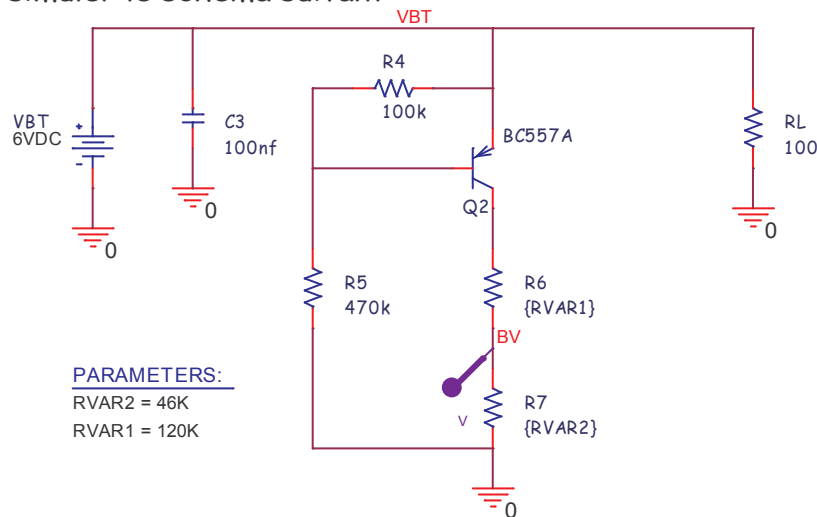 VBT
R4
100k
VBT
6VDC
+
-
C3
100nf
BC557A
Q2
RL
100
0
0
0
R5
470k
R6
{RVAR1}
BV
V
R7
{RVAR2}
PARAMETERS:
RVAR2 = 46K
RVAR1 = 120K
0